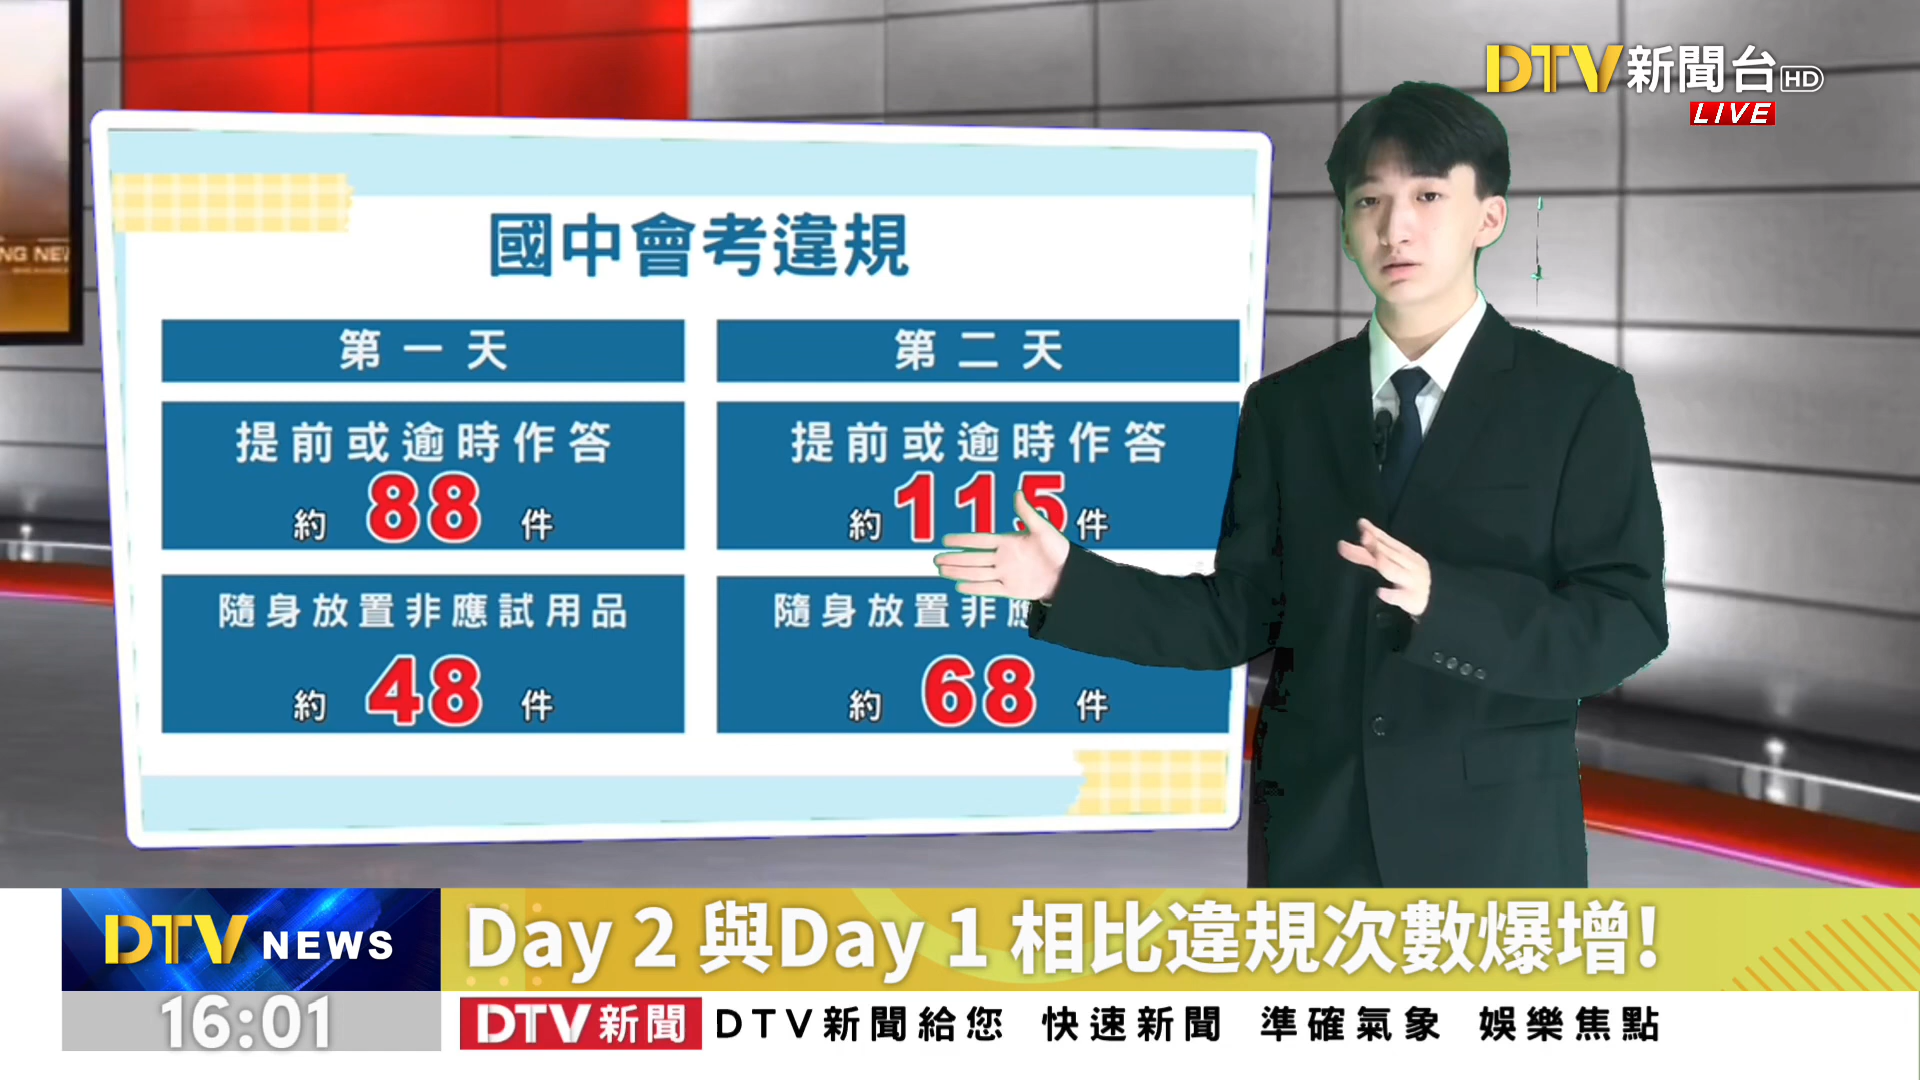 DTV新聞台HD
LIVE
NG NEW
國中會考違規
第一天
第二天
提前或逾時作答
約 88 件
提前或逾時作答
約 115 件
隨身放置非應試用品
約 48 件
隨身放置非應
約 68 件
DTV NEWS
Day 2 與Day 1 相比違規次數爆增!
16:01
DTV新聞
DTV新聞給您 快速新聞 準確氣象 娛樂焦點